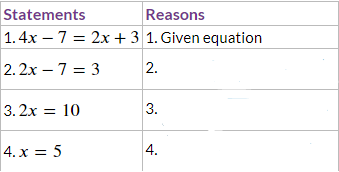 Statements Reasons
1. 4x − 7 = 2x + 3 1. Given equation
2. 2x − 7 = 3 2.
3. 2x = 10 3.
4. x = 5 4.